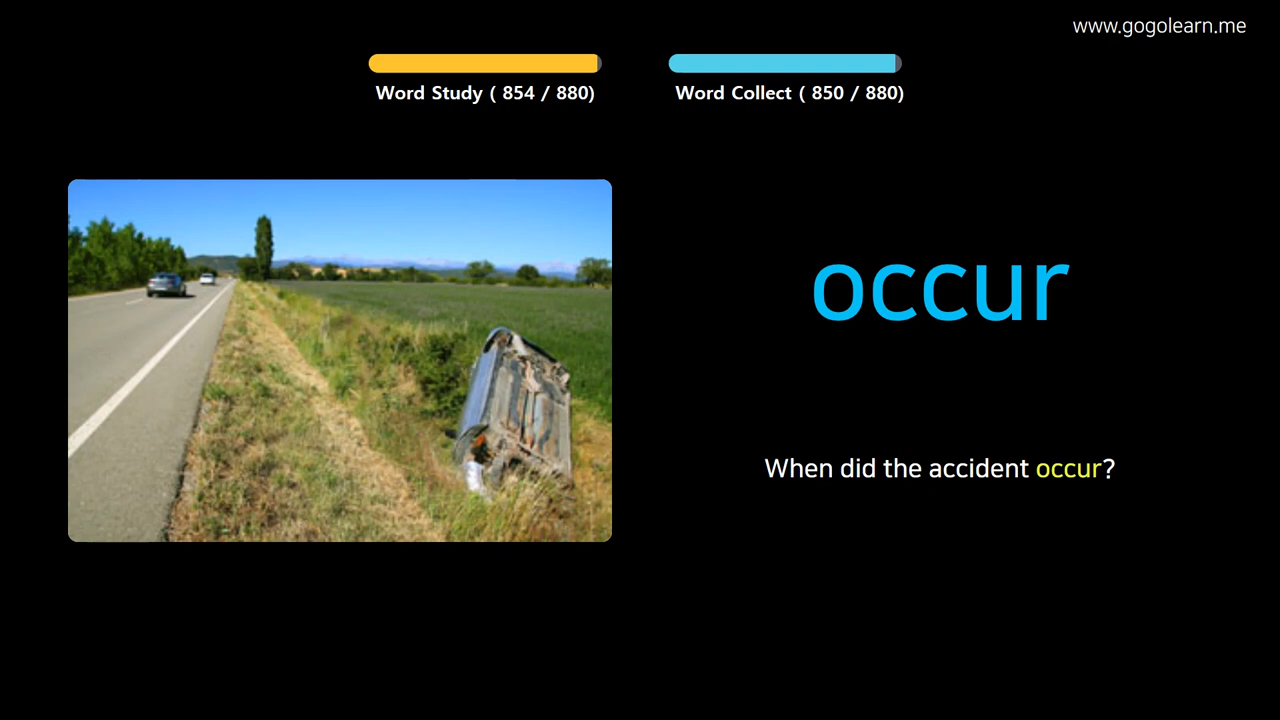 www.gogolearn.me
Word Study ( 854 / 880)
Word Collect ( 850 / 880)
occur
When did the accident occur?